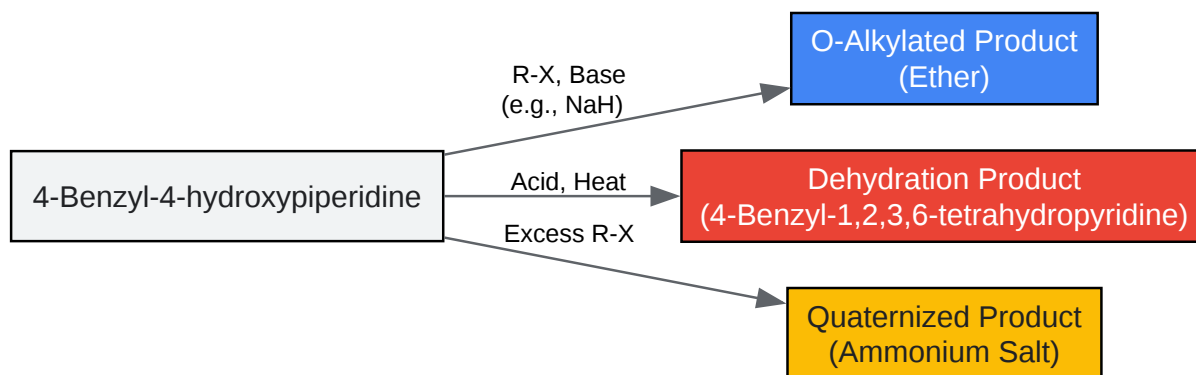 O-Alkylated Product
(Ether)
R-X, Base
(e.g., NaH)
4-Benzyl-4-hydroxypiperidine
Acid, Heat
Dehydration Product
(4-Benzyl-1,2,3,6-tetrahydropyridine)
Excess R-X
Quaternized Product
(Ammonium Salt)